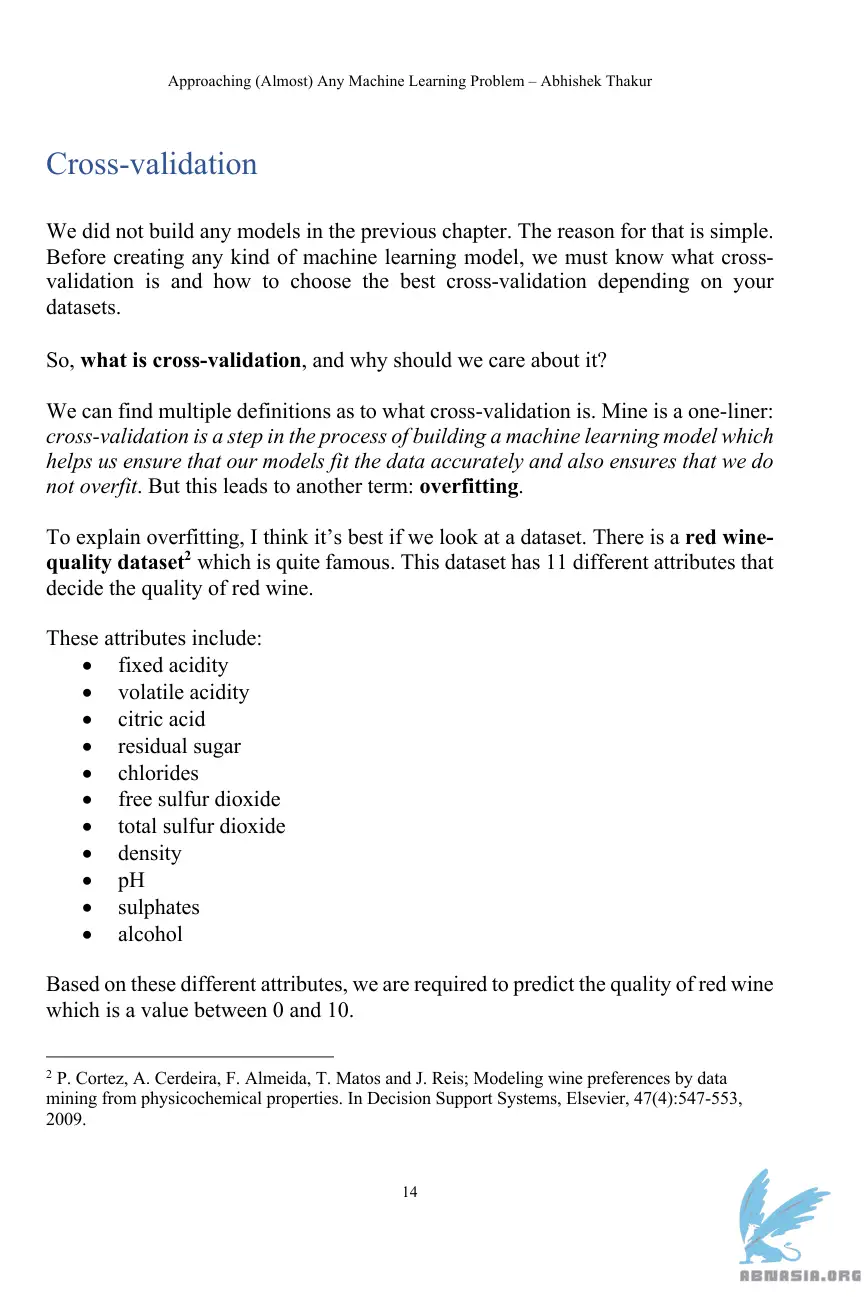 Approaching (Almost) Any Machine Learning Problem – Abhishek Thakur
Cross-validation
We did not build any models in the previous chapter. The reason for that is simple.
Before creating any kind of machine learning model, we must know what cross-
validation is and how to choose the best cross-validation depending on your
datasets.
So, what is cross-validation, and why should we care about it?
We can find multiple definitions as to what cross-validation is. Mine is a one-liner:
cross-validation is a step in the process of building a machine learning model which
helps us ensure that our models fit the data accurately and also ensures that we do
not overfit. But this leads to another term: overfitting.
To explain overfitting, I think it’s best if we look at a dataset. There is a red wine-
quality dataset² which is quite famous. This dataset has 11 different attributes that
decide the quality of red wine.
These attributes include:
• fixed acidity
• volatile acidity
• citric acid
• residual sugar
• chlorides
• free sulfur dioxide
• total sulfur dioxide
• density
• pH
• sulphates
• alcohol
Based on these different attributes, we are required to predict the quality of red wine
which is a value between 0 and 10.
² P. Cortez, A. Cerdeira, F. Almeida, T. Matos and J. Reis; Modeling wine preferences by data
mining from physicochemical properties. In Decision Support Systems, Elsevier, 47(4):547-553,
2009.
14
ABNASIA.ORG